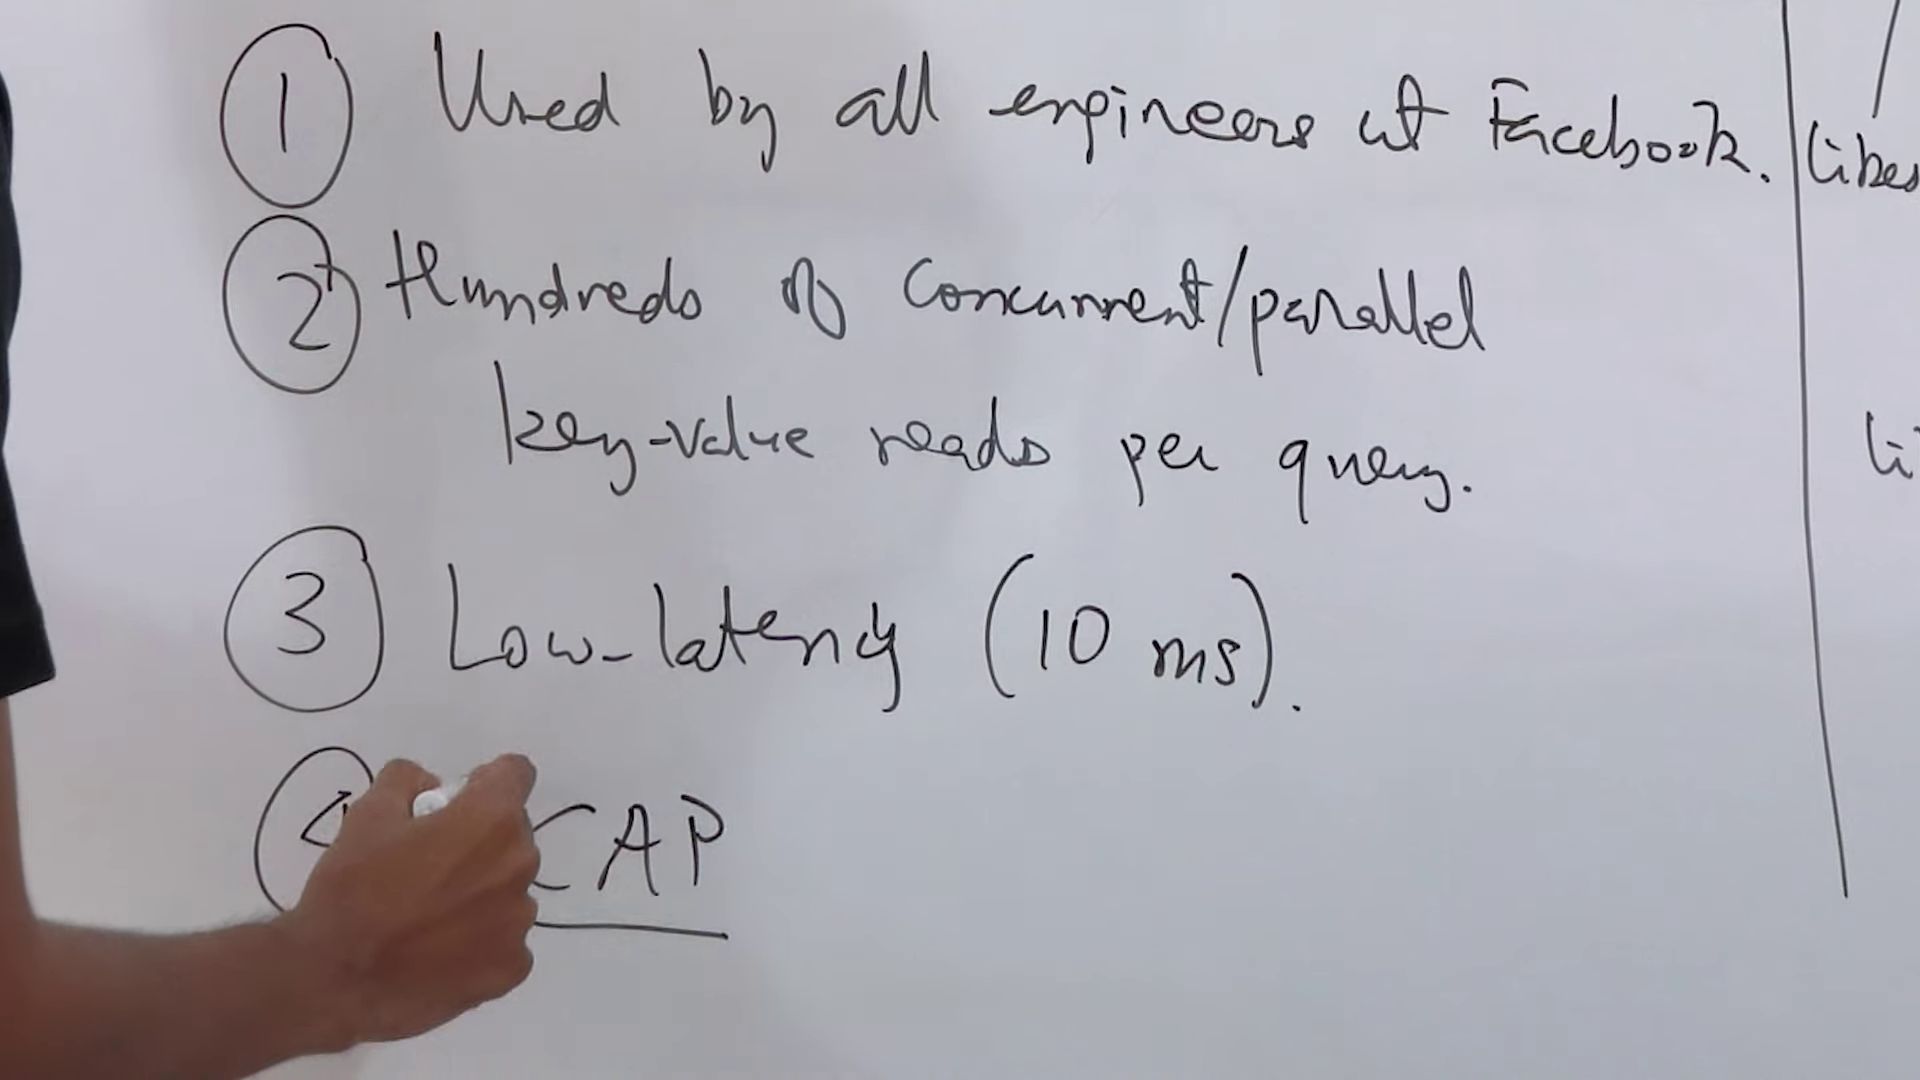 1 Used by all engineers at Facebook.
likes
2 Hundreds of concurrent/parallel
key-value reads per query.
3 Low-latency (10 ms).
4 CAP